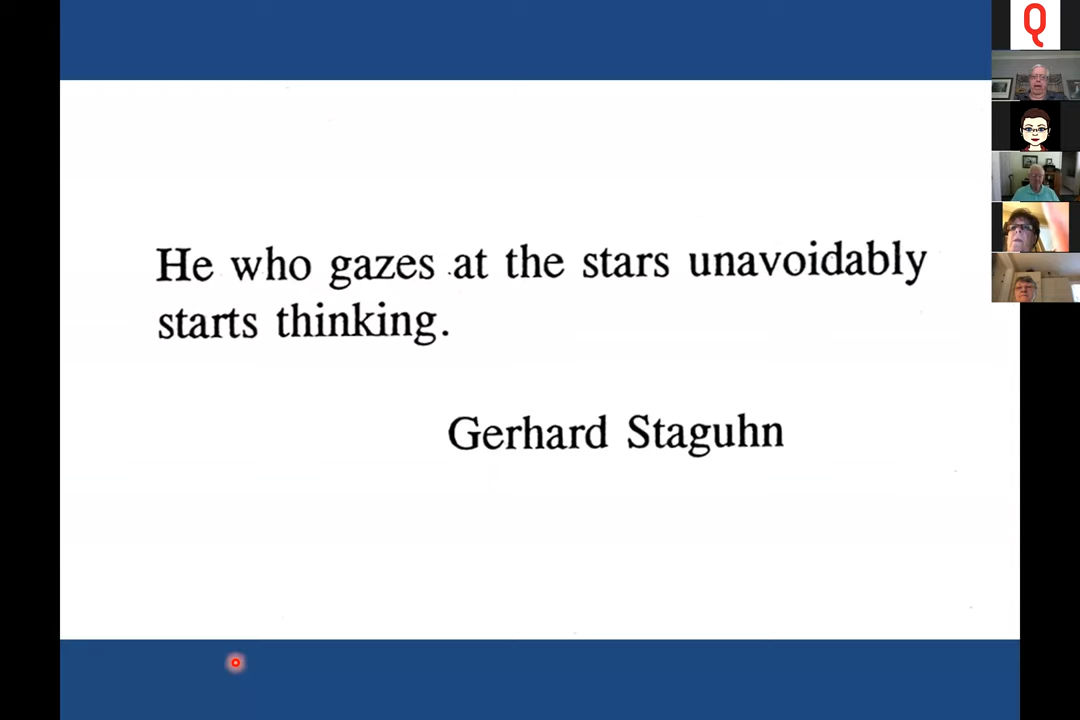 Q
He who gazes at the stars unavoidably
starts thinking.
Gerhard Staguhn